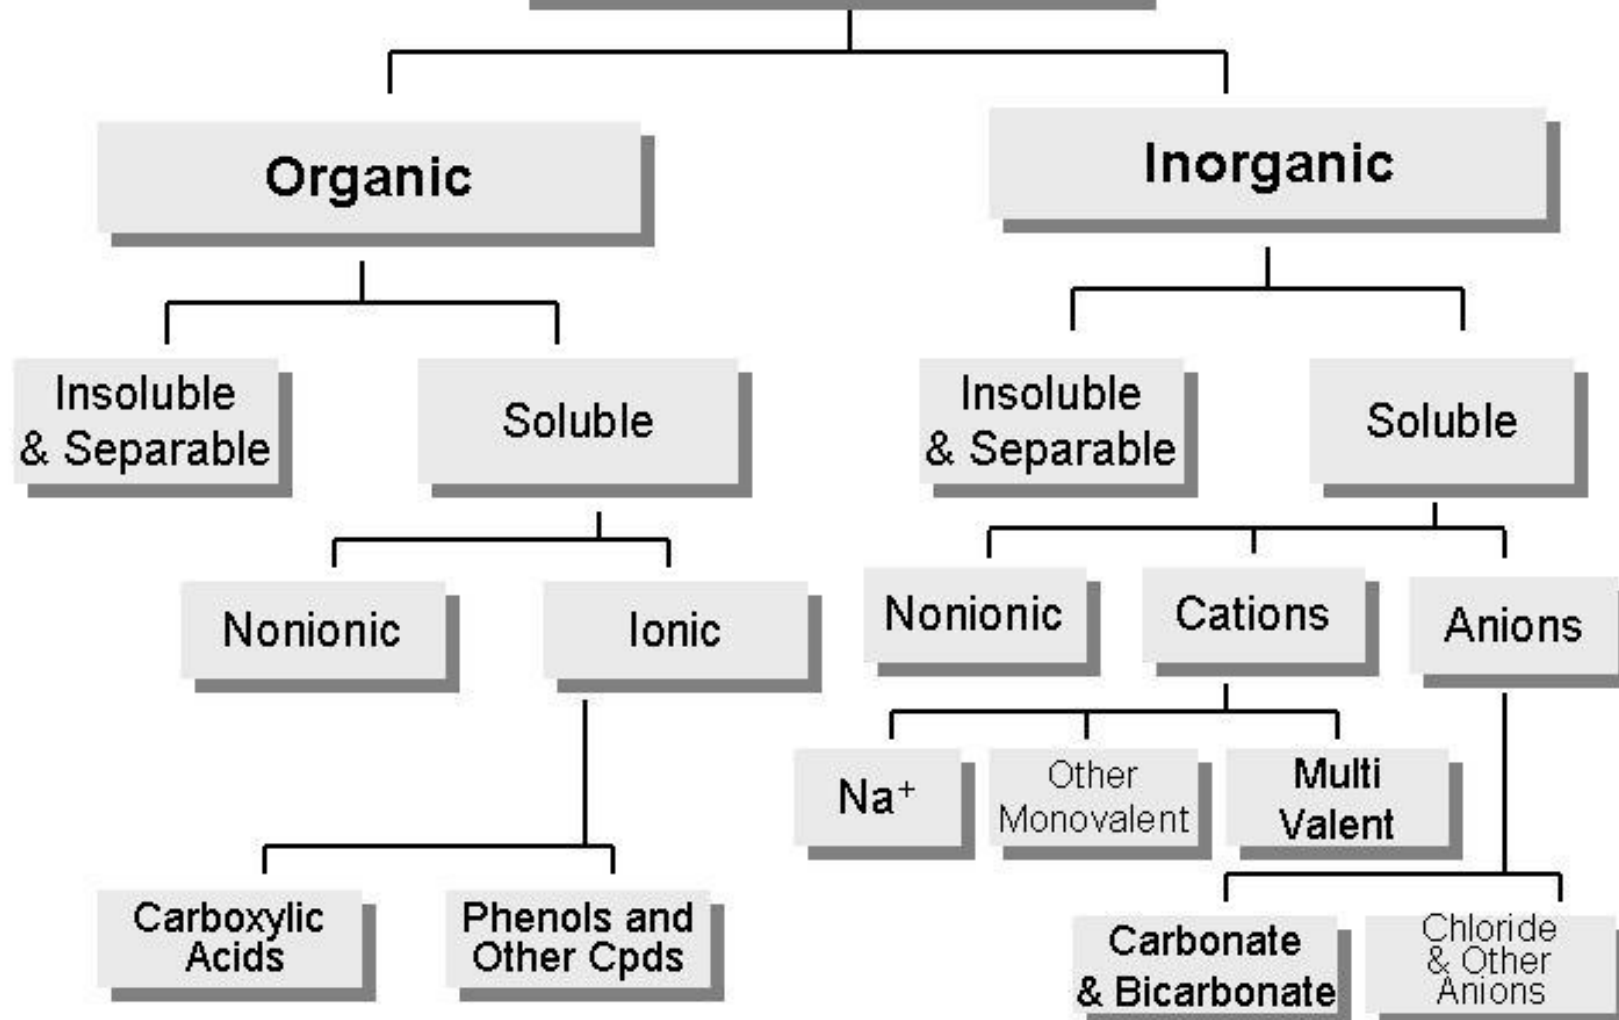 Organic
Inorganic
Insoluble
& Separable
Soluble
Insoluble
& Separable
Soluble
Nonionic
Ionic
Nonionic
Cations
Anions
Na⁺
Other
Monovalent
Multi
Valent
Carboxylic
Acids
Phenols and
Other Cpds
Carbonate
& Bicarbonate
Chloride
& Other
Anions